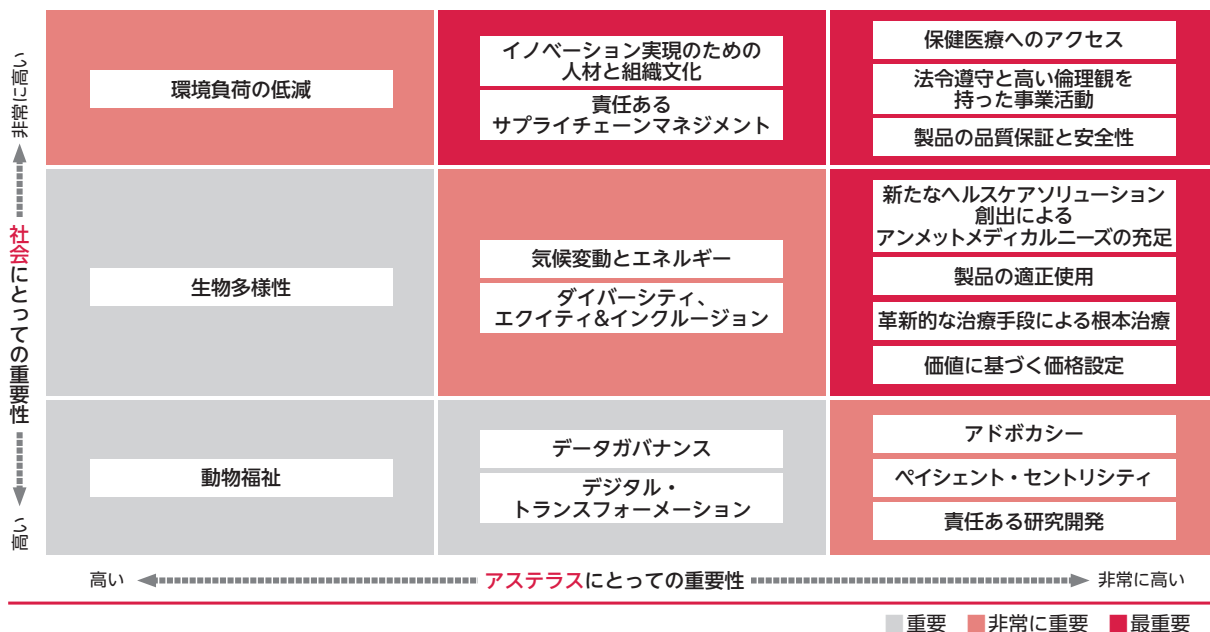 非常に高い
社会にとっての重要性
高い
環境負荷の低減
イノベーション実現のための
人材と組織文化
責任ある
サプライチェーンマネジメント
保健医療へのアクセス
法令遵守と高い倫理観を
持った事業活動
製品の品質保証と安全性
生物多様性
気候変動とエネルギー
ダイバーシティ、
エクイティ&インクルージョン
新たなヘルスケアソリューション
創出による
アンメットメディカルニーズの充足
製品の適正使用
革新的な治療手段による根本治療
価値に基づく価格設定
動物福祉
データガバナンス
デジタル・
トランスフォーメーション
アドボカシー
ペイシェント・セントリシティ
責任ある研究開発
高い アステラスにとっての重要性 非常に高い
重要 非常に重要 最重要